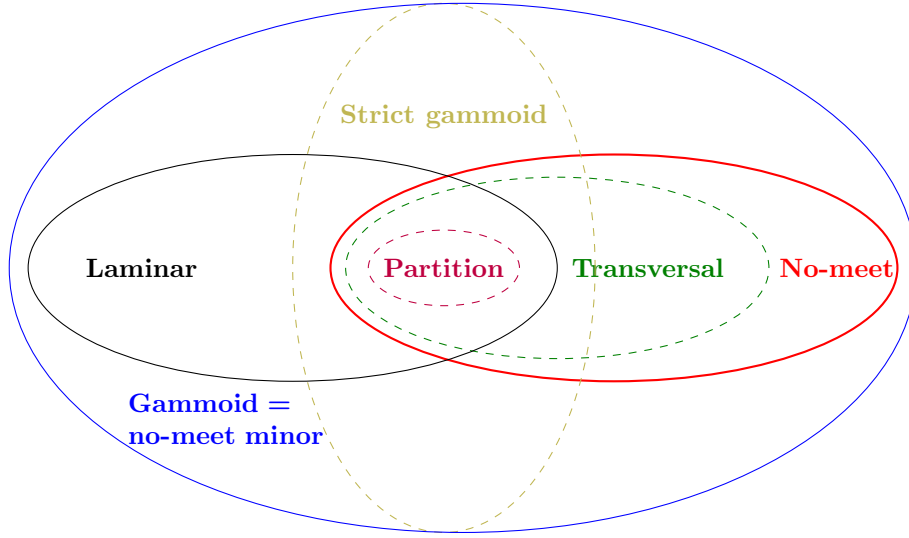 Strict gammoid
Laminar
Partition
Transversal
No-meet
Gammoid =
no-meet minor